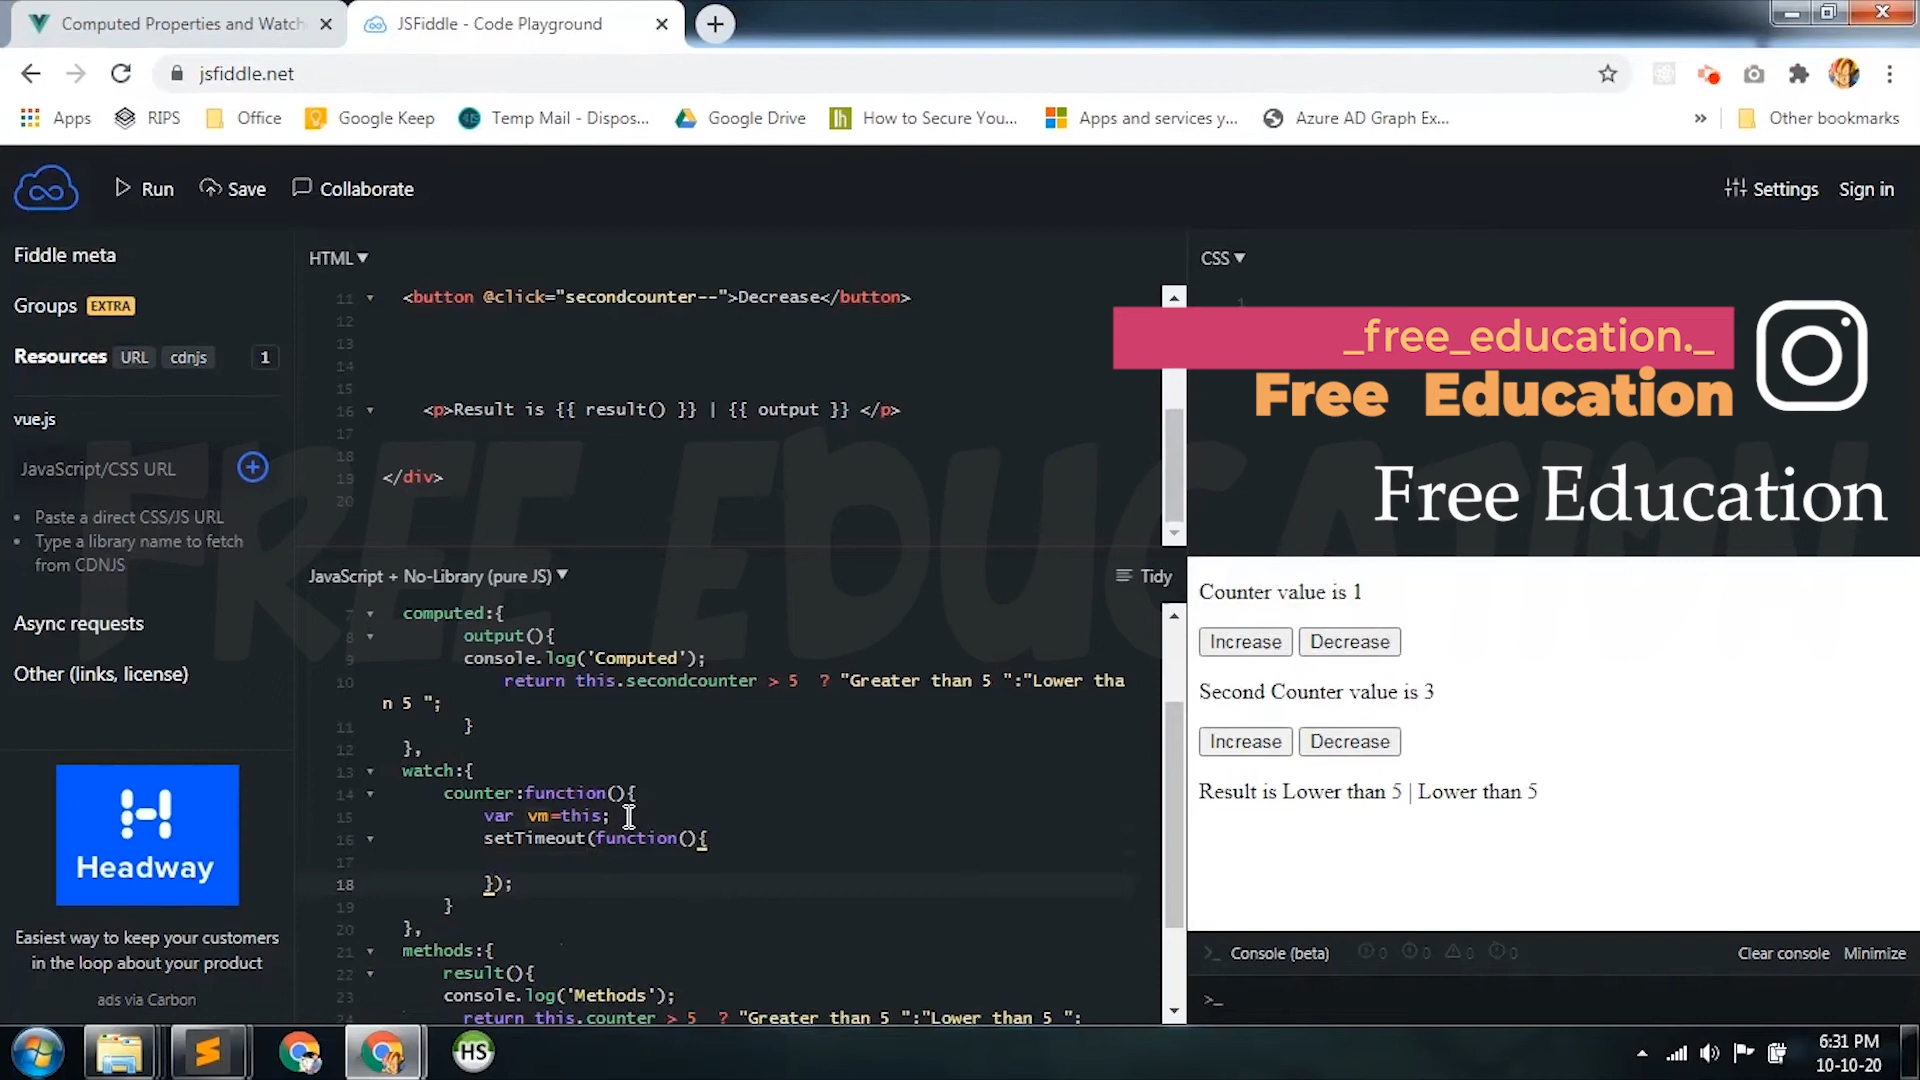 Computed Properties and Watch
JSFiddle - Code Playground
jsfiddle.net
Apps
RIPS
Office
Google Keep
Temp Mail - Dispos...
Google Drive
How to Secure You...
Apps and services y...
Azure AD Graph Ex...
»
Other bookmarks
Run
Save
Collaborate
Settings
Sign in
Fiddle meta
Groups EXTRA
Resources URL cdnjs 1
vue.js
JavaScript/CSS URL
• Paste a direct CSS/JS URL
• Type a library name to fetch
from CDNJS
Async requests
Other (links, license)
Headway
Easiest way to keep your customers
in the loop about your product
ads via Carbon
HTML
11 <button @click="secondcounter--">Decrease</button>
12
13
14
15
16 <p>Result is {{ result() }} | {{ output }} </p>
17
18
19 </div>
20
JavaScript + No-Library (pure JS)
Tidy
7 computed:{
8 output(){
9 console.log('Computed');
10 return this.secondcounter > 5 ? "Greater than 5 ":"Lower tha
n 5 ";
11 }
12 },
13 watch:{
14 counter:function(){
15 var vm=this;
16 setTimeout(function(){
17
18 });
19 }
20 },
21 methods:{
22 result(){
23 console.log('Methods');
24 return this.counter > 5 ? "Greater than 5 ":"Lower than 5 ":
CSS
1
_free_education._
Free Education
Free Education
FREE EDUCATION
Counter value is 1
Increase Decrease
Second Counter value is 3
Increase Decrease
Result is Lower than 5 | Lower than 5
Console (beta)
0 0 0 0
Clear console
Minimize
>_
HS
6:31 PM
10-10-20